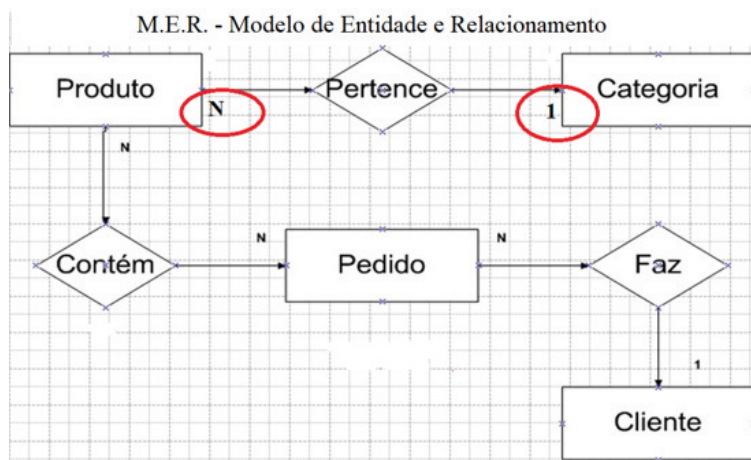 M.E.R. - Modelo de Entidade e Relacionamento
Produto
Pertence
Categoria
N
1
N
Contém
N
Pedido
N
Faz
1
Cliente